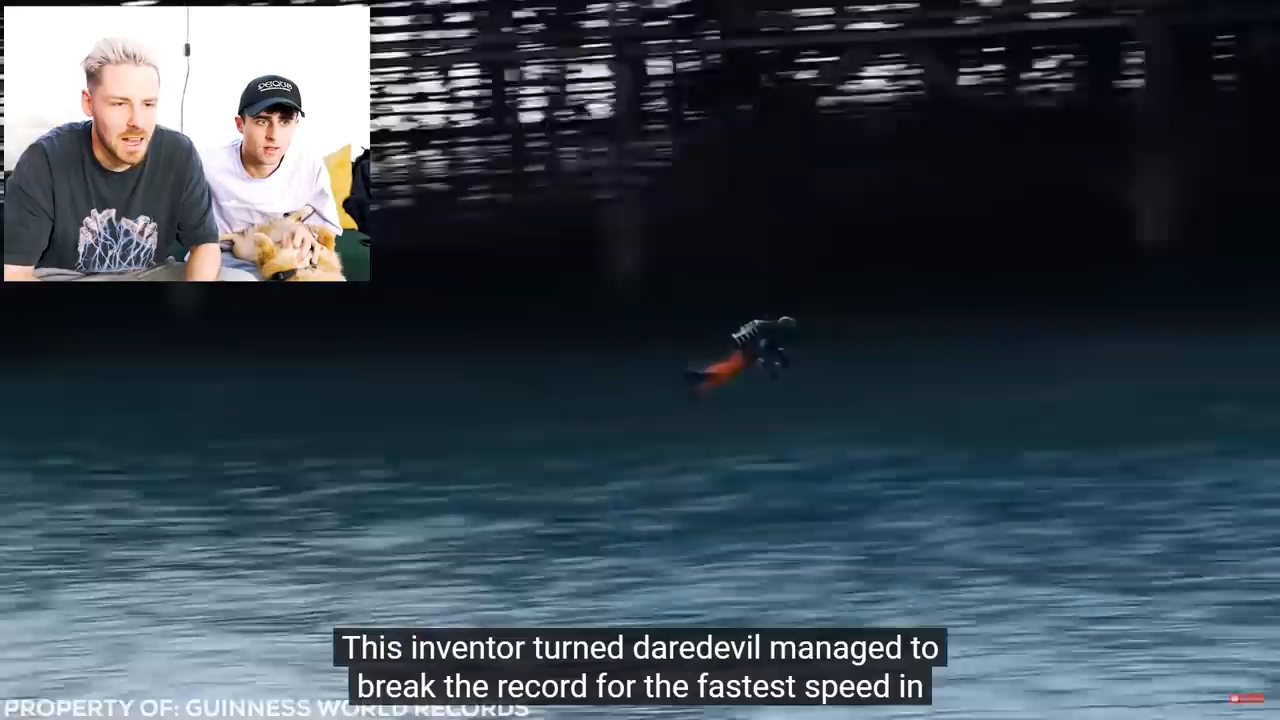 This inventor turned daredevil managed to
break the record for the fastest speed in
PROPERTY OF: GUINNESS WORLD RECORDS